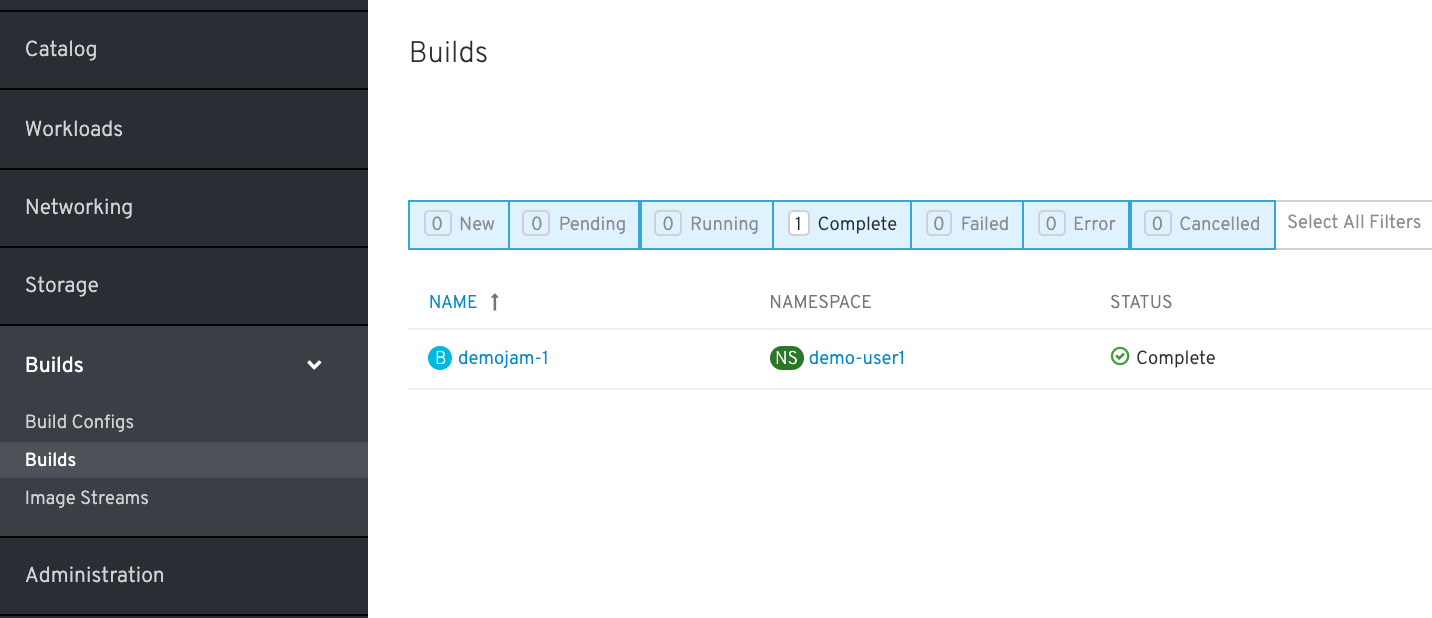 Catalog
Workloads
Networking
Storage
Builds
Build Configs
Builds
Image Streams
Administration
Builds
0 New 0 Pending 0 Running 1 Complete 0 Failed 0 Error 0 Cancelled Select All Filters
NAME ↑ NAMESPACE STATUS
B demojam-1 NS demo-user1 Complete